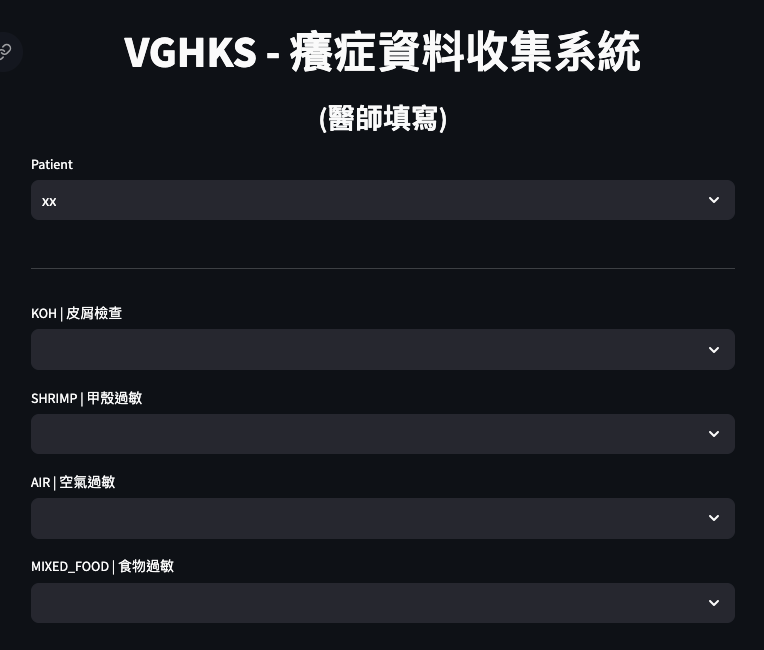 VGHKS - 癢症資料收集系統
(醫師填寫)
Patient
xx
KOH | 皮屑檢查
SHRIMP | 甲殼過敏
AIR | 空氣過敏
MIXED_FOOD | 食物過敏